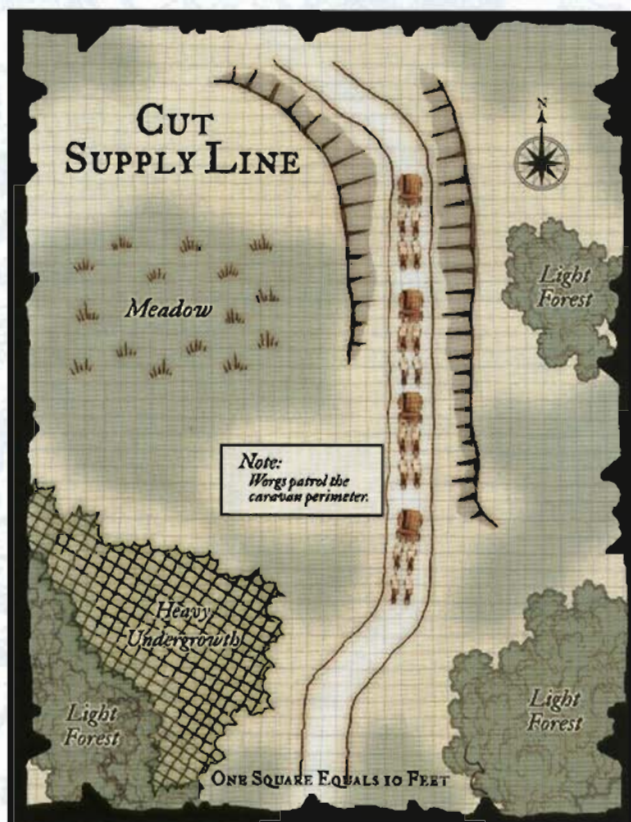 CUT
SUPPLY LINE
N
Light
Forest
Meadow
Note:
Worgs patrol the
caravan perimeter.
Heavy
Undergrowth
Light
Forest
Light
Forest
ONE SQUARE EQUALS 10 FEET